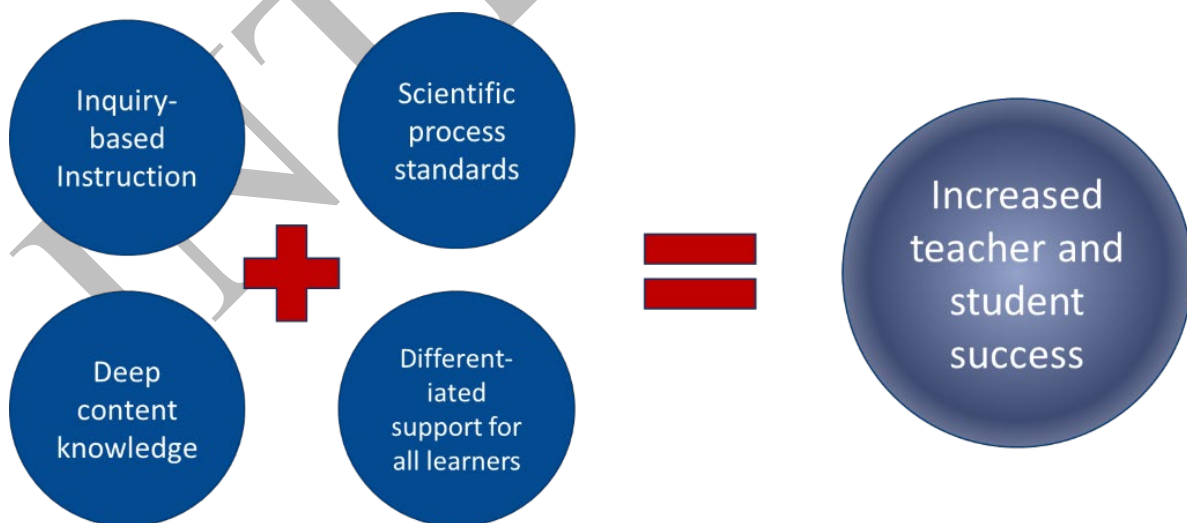 Inquiry-
based
Instruction
Scientific
process
standards
Deep
content
knowledge
Different-
iated
support for
all learners
Increased
teacher and
student
success